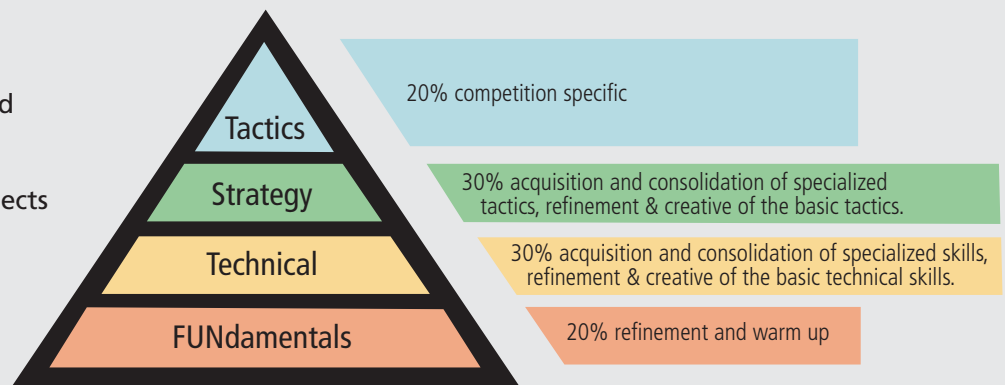 d
ects
Tactics
20% competition specific
Strategy
30% acquisition and consolidation of specialized
tactics, refinement & creative of the basic tactics.
Technical
30% acquisition and consolidation of specialized skills,
refinement & creative of the basic technical skills.
FUNdamentals
20% refinement and warm up